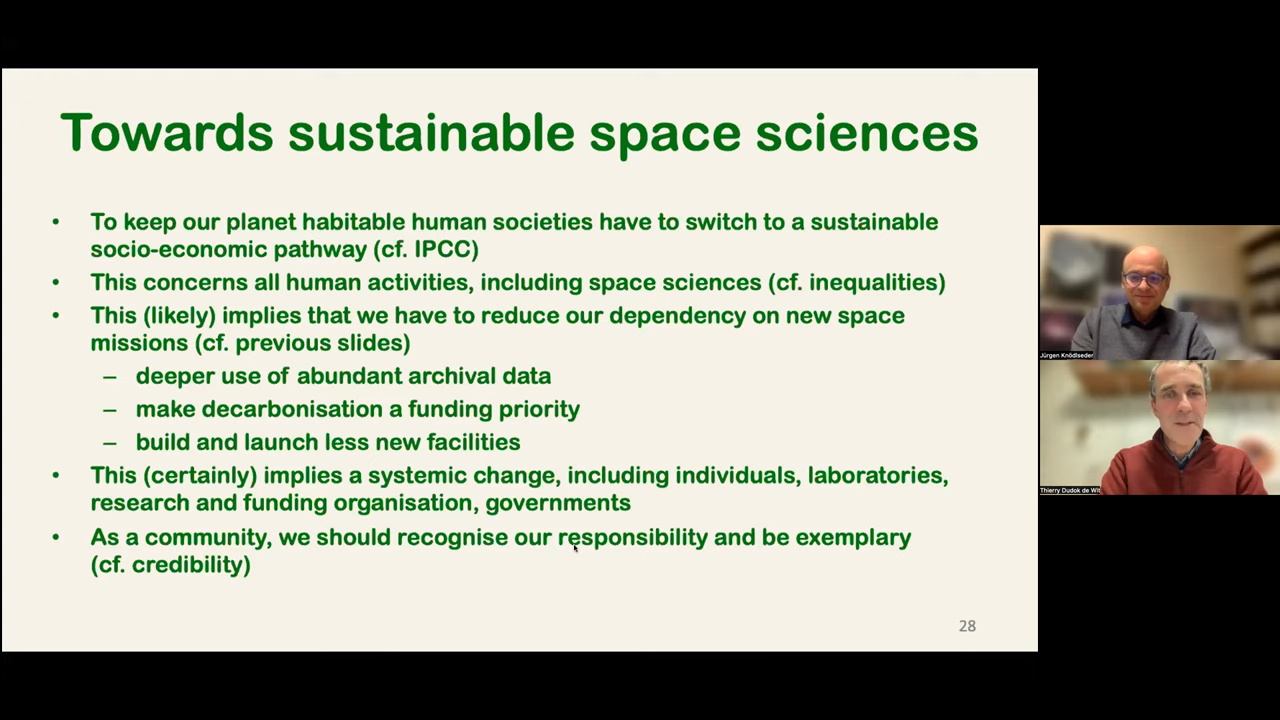 Towards sustainable space sciences
• To keep our planet habitable human societies have to switch to a sustainable
socio-economic pathway (cf. IPCC)
• This concerns all human activities, including space sciences (cf. inequalities)
• This (likely) implies that we have to reduce our dependency on new space
missions (cf. previous slides)
– deeper use of abundant archival data
– make decarbonisation a funding priority
– build and launch less new facilities
• This (certainly) implies a systemic change, including individuals, laboratories,
research and funding organisation, governments
• As a community, we should recognise our responsibility and be exemplary
(cf. credibility)
28
Jürgen Knödlseder
Thierry Dudok de Wit